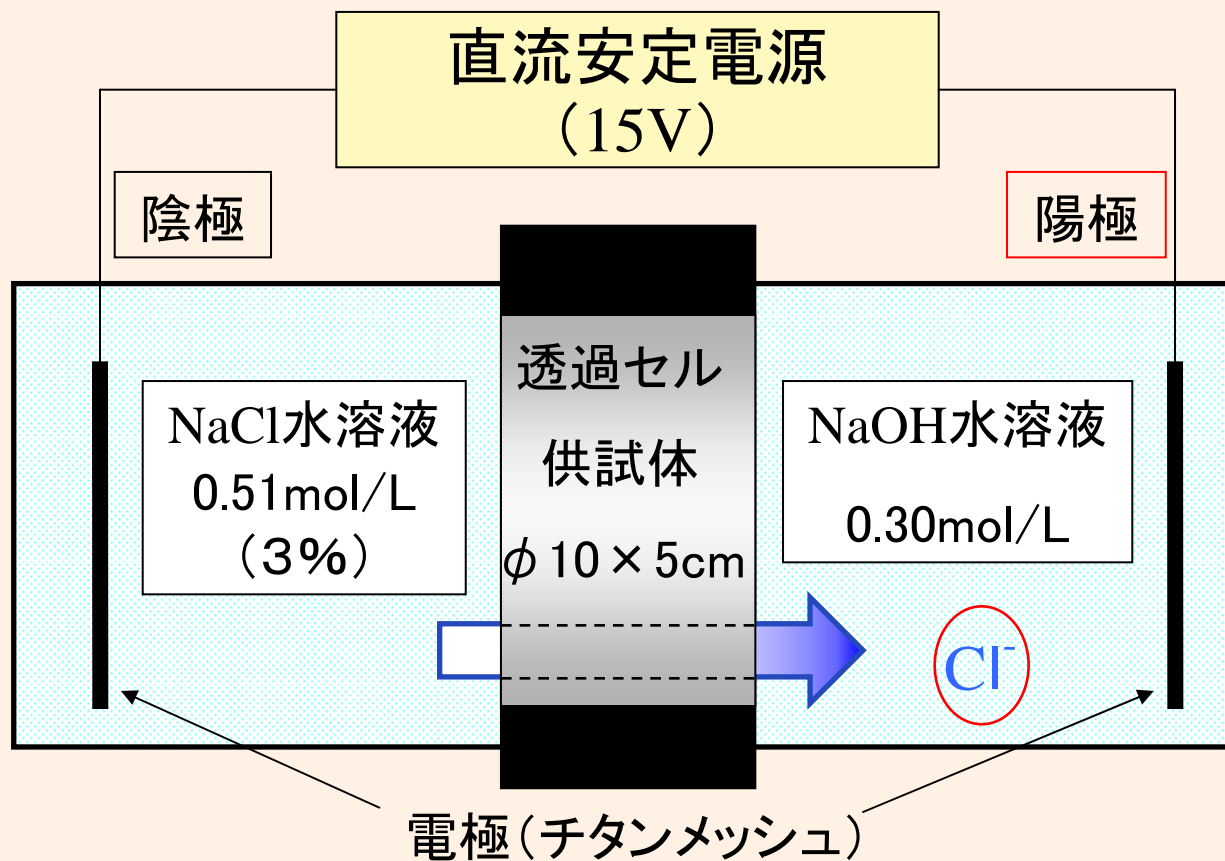 直流安定電源
（15V）
陰極
陽極
NaCl水溶液
0.51mol/L
（３％）
透過セル
供試体
φ10×5cm
NaOH水溶液
0.30mol/L
Cl-
電極（チタンメッシュ）